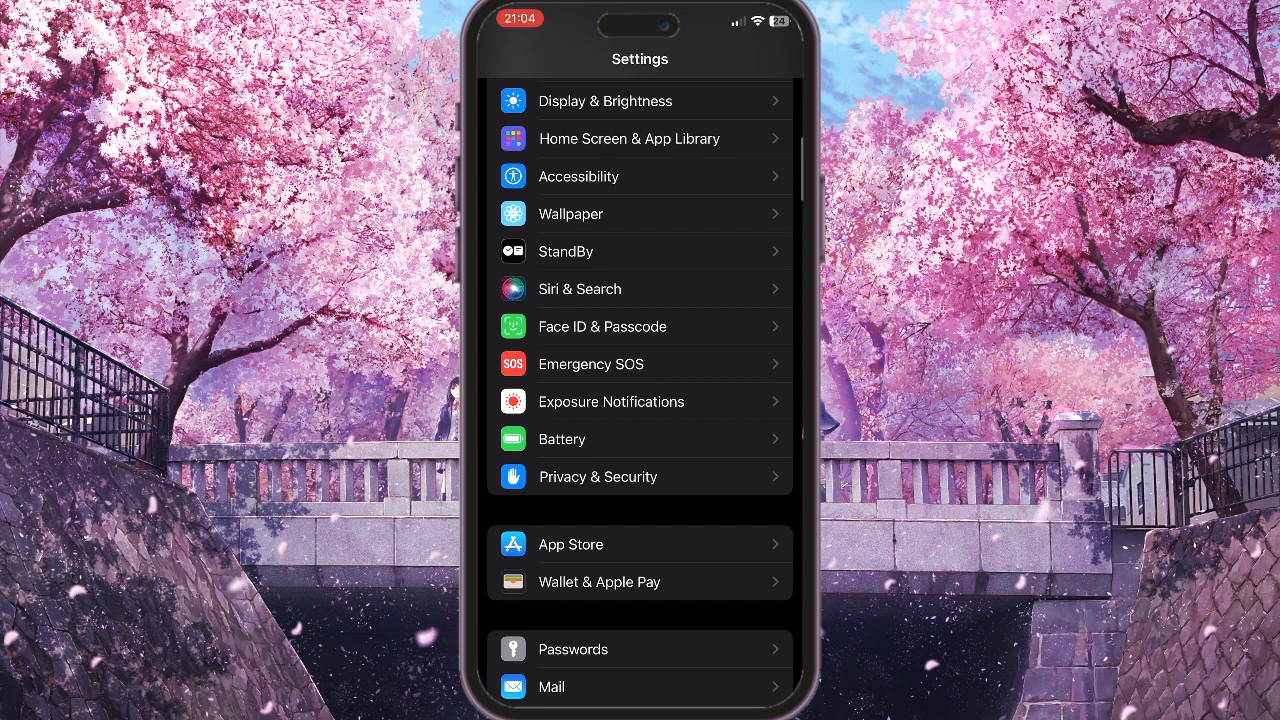 21:04
24
Settings
Display & Brightness
Home Screen & App Library
Accessibility
Wallpaper
StandBy
Siri & Search
Face ID & Passcode
SOS
Emergency SOS
Exposure Notifications
Battery
Privacy & Security
App Store
Wallet & Apple Pay
Passwords
Mail